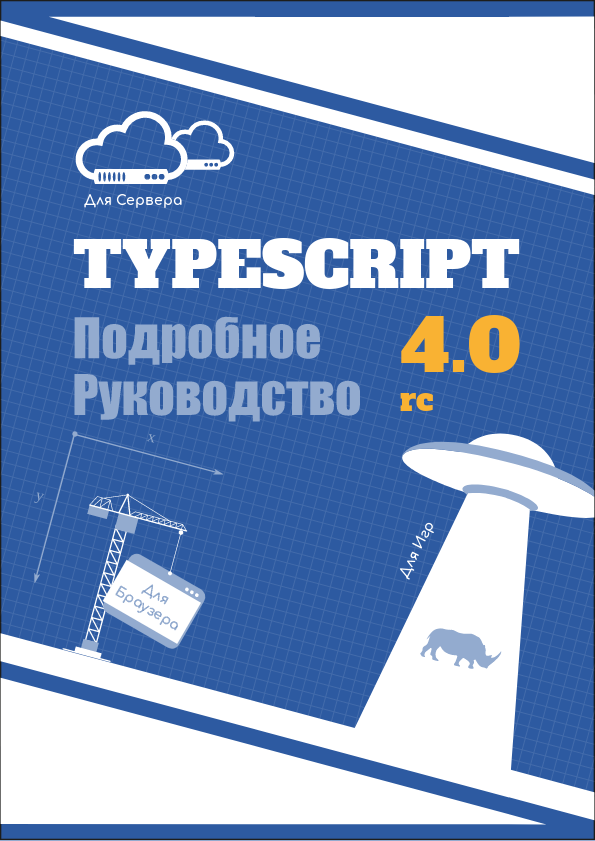 Для Сервера
TYPESCRIPT
Подробное
Руководство
4.0
rc
x
y
Для Игр
Для
Браузера